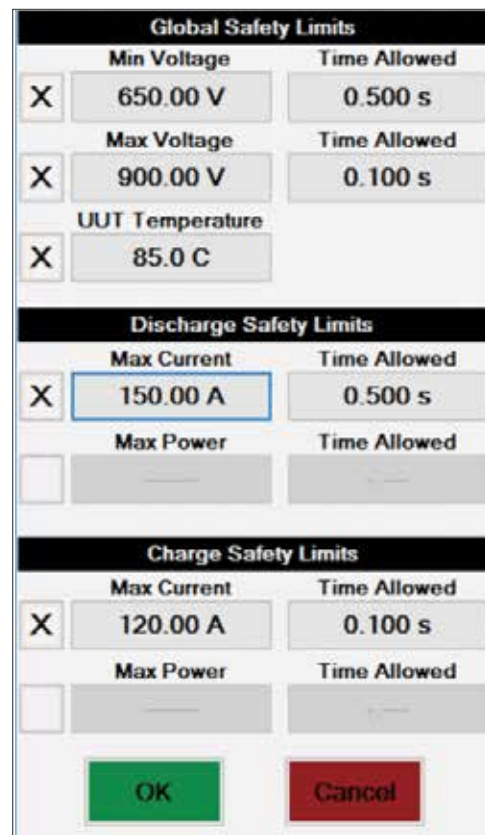 Global Safety Limits
Min Voltage Time Allowed
X 650.00 V 0.500 s
Max Voltage Time Allowed
X 900.00 V 0.100 s
UUT Temperature
X 85.0 C
Discharge Safety Limits
Max Current Time Allowed
X 150.00 A 0.500 s
Max Power Time Allowed
Charge Safety Limits
Max Current Time Allowed
X 120.00 A 0.100 s
Max Power Time Allowed
OK Cancel